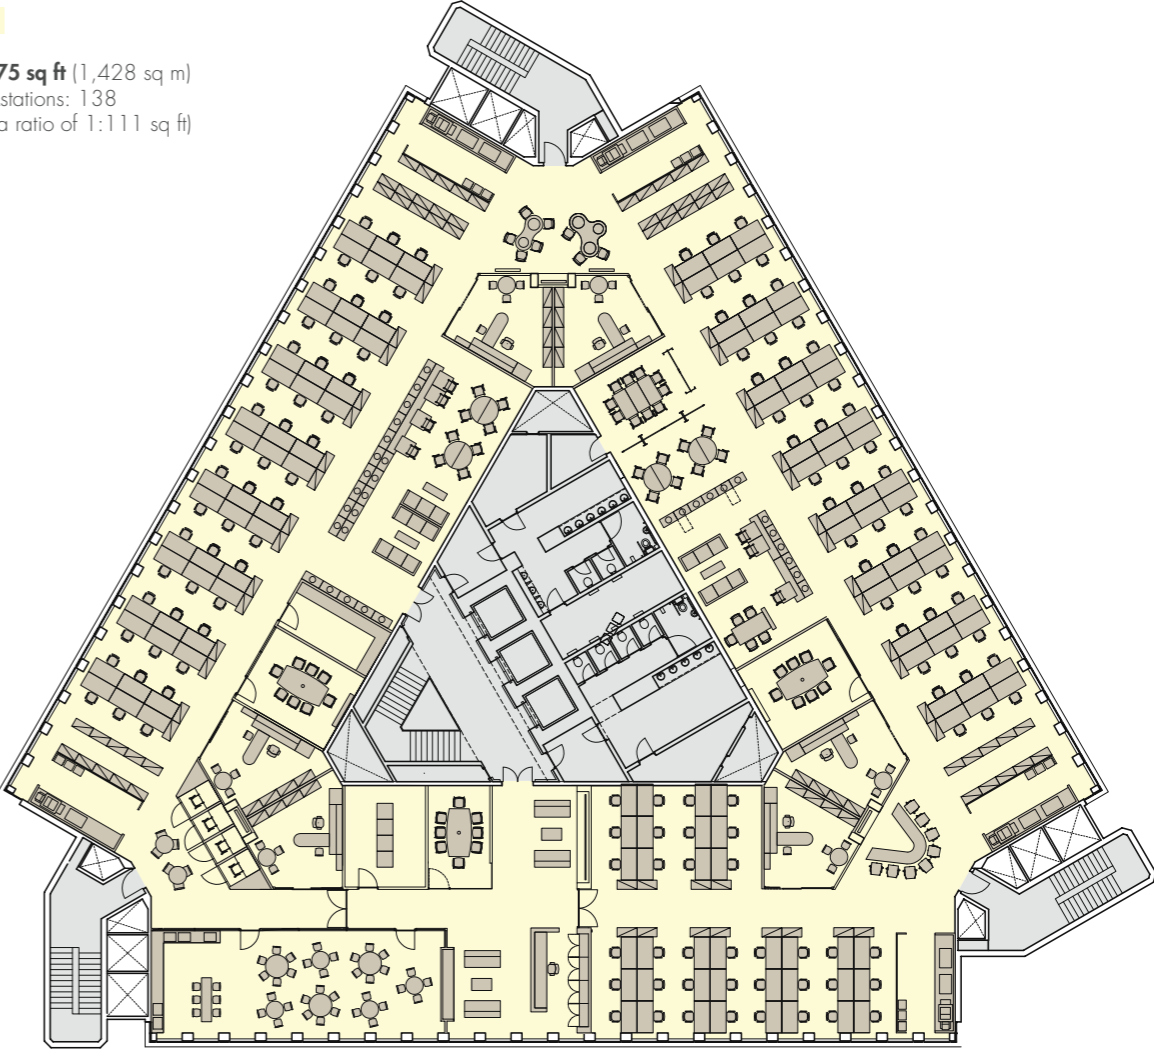 75 sq ft (1,428 sq m)
stations: 138
a ratio of 1:111 sq ft)